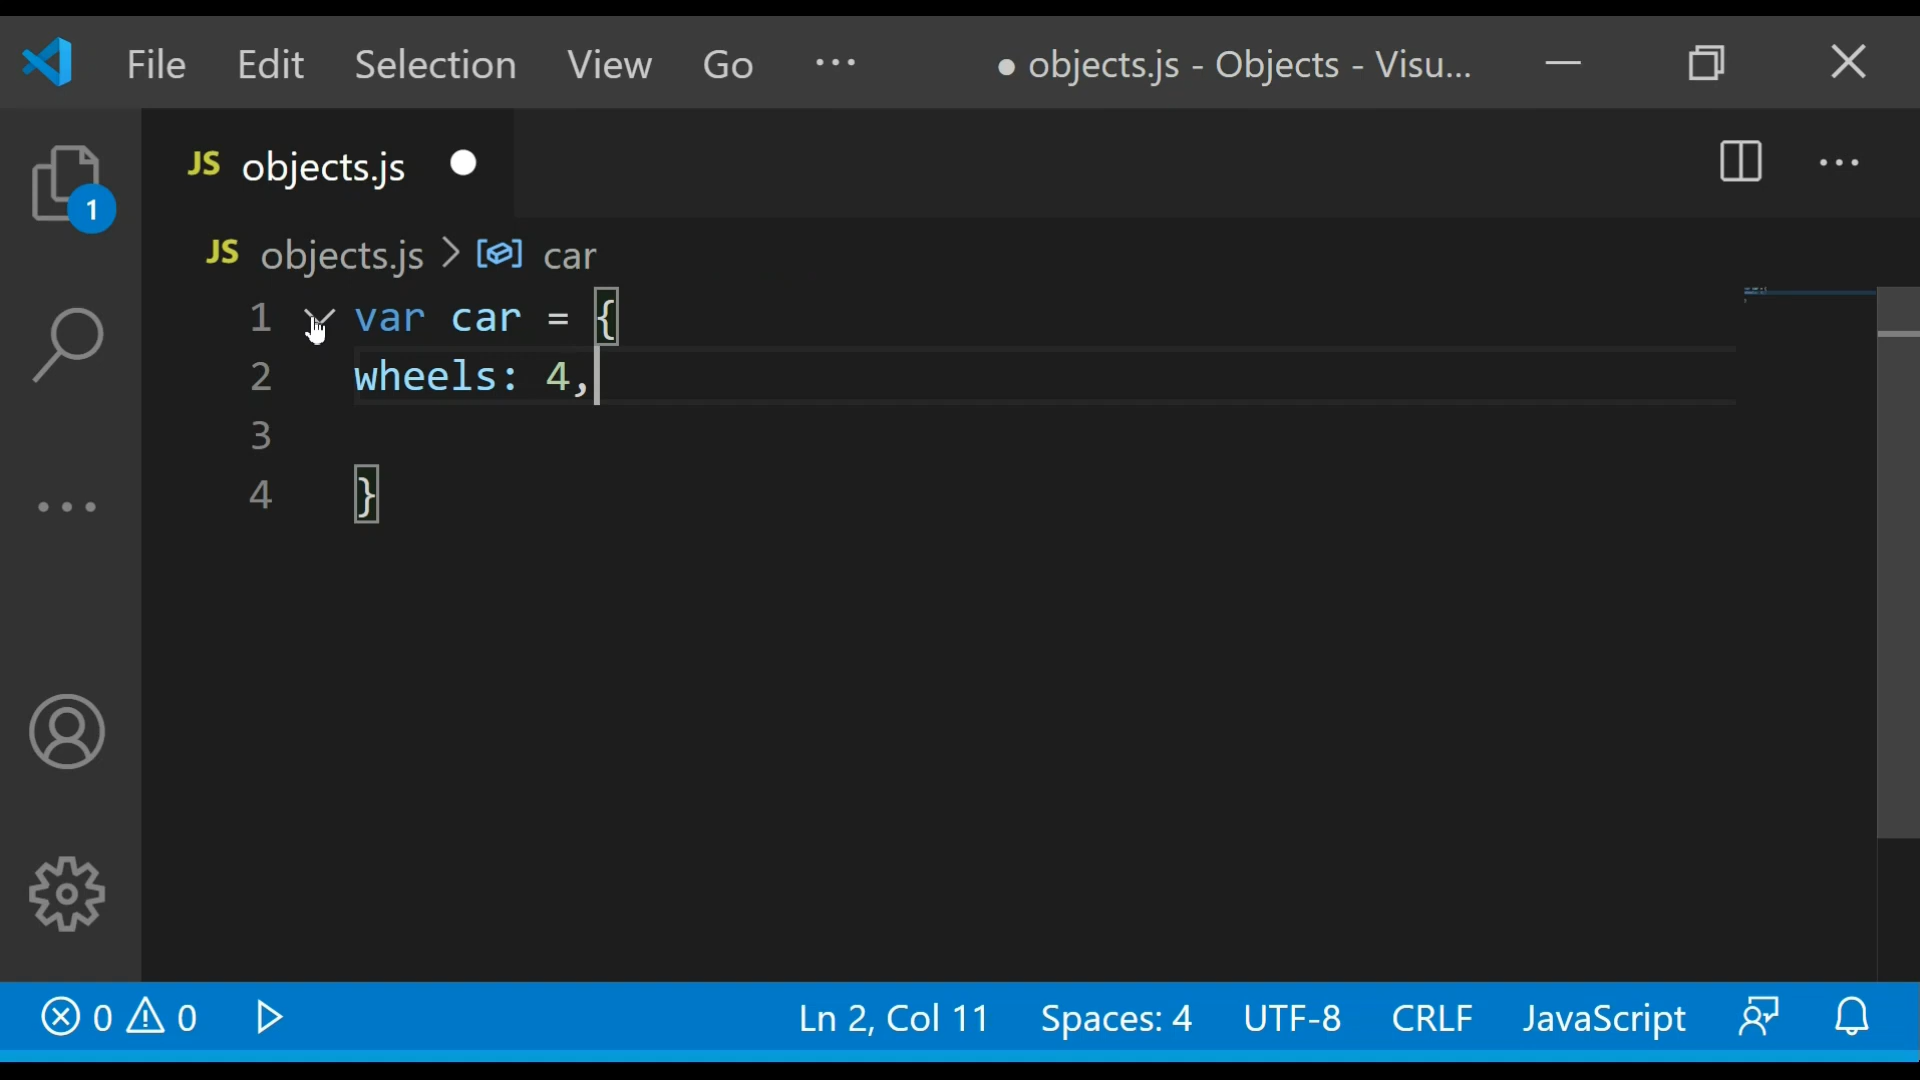 File Edit Selection View Go ··· ● objects.js - Objects - Visu...
JS objects.js ●
1
JS objects.js > car
1 var car = {
2 wheels: 4,
3
4 }
0 0 Ln 2, Col 11 Spaces: 4 UTF-8 CRLF JavaScript